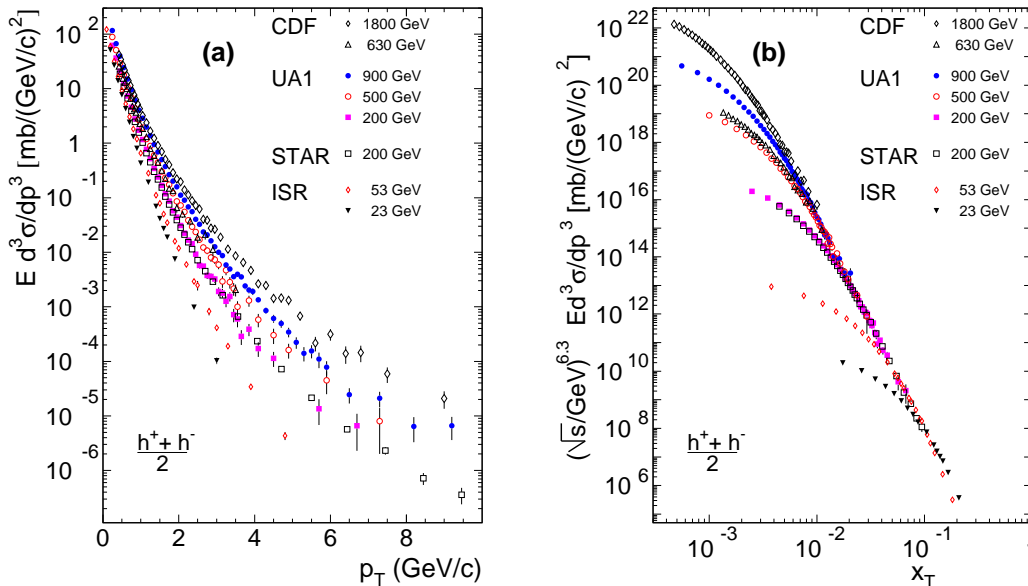 (a)
CDF ◇ 1800 GeV
△ 630 GeV
UA1 ● 900 GeV
○ 500 GeV
■ 200 GeV
STAR □ 200 GeV
ISR ◇ 53 GeV
▼ 23 GeV
E d³σ/dp³ [mb/(GeV/c)²]
10²
10
1
10⁻¹
10⁻²
10⁻³
10⁻⁴
10⁻⁵
10⁻⁶
h⁺ + h⁻
2
0 2 4 6 8
p_T (GeV/c)
(b)
CDF ◇ 1800 GeV
△ 630 GeV
UA1 ● 900 GeV
○ 500 GeV
■ 200 GeV
STAR □ 200 GeV
ISR ◇ 53 GeV
▼ 23 GeV
(√s/GeV)⁶·³ Ed³σ/dp³ [mb/(GeV/c)²]
10²²
10²⁰
10¹⁸
10¹⁶
10¹⁴
10¹²
10¹⁰
10⁸
10⁶
h⁺ + h⁻
2
10⁻³ 10⁻² 10⁻¹
x_T